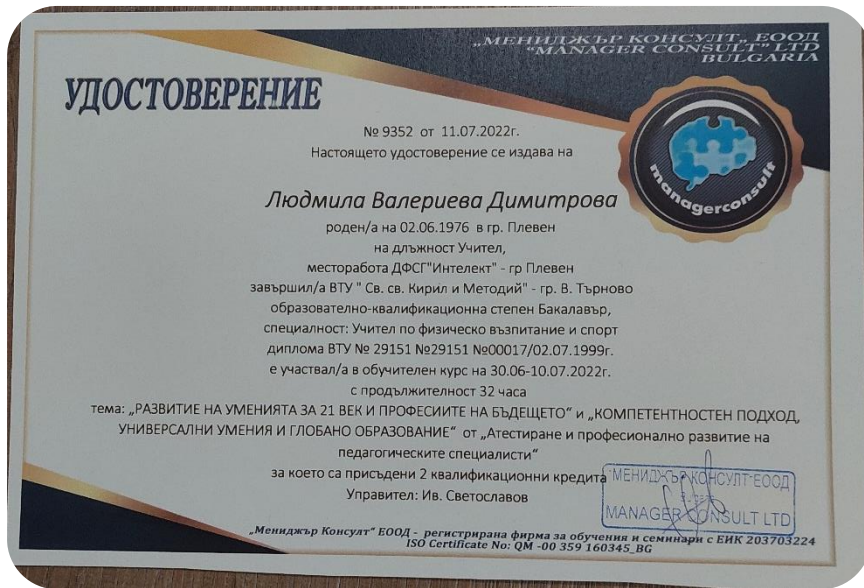 „МЕНИДЖЪР КОНСУЛТ„ ЕООД
“MANAGER CONSULT” LTD
BULGARIA
УДОСТОВЕРЕНИЕ
№ 9352 от 11.07.2022г.
Настоящето удостоверение се издава на
managerconsult
Людмила Валериева Димитрова
роден/а на 02.06.1976 в гр. Плевен
на длъжност Учител,
месторабота ДФСГ"Интелект" - гр Плевен
завършил/а ВТУ " Св. св. Кирил и Методий" - гр. В. Търново
образователно-квалификационна степен Бакалавър,
специалност: Учител по физическо възпитание и спорт
диплома ВТУ № 29151 №29151 №00017/02.07.1999г.
е участвал/а в обучителен курс на 30.06-10.07.2022г.
с продължителност 32 часа
тема: „РАЗВИТИЕ НА УМЕНИЯТА ЗА 21 ВЕК И ПРОФЕСИИТЕ НА БЪДЕЩЕТО“ и „КОМПЕТЕНТНОСТЕН ПОДХОД,
УНИВЕРСАЛНИ УМЕНИЯ И ГЛОБАНО ОБРАЗОВАНИЕ“ от „Атестиране и професионално развитие на
педагогическите специалисти“
за което са присъдени 2 квалификационни кредита
Управител: Ив. Светославов
МЕНИДЖЪР КОНСУЛТ ЕООД
MANAGER CONSULT LTD
„Мениджър Консулт“ ЕООД - регистрирана фирма за обучения и семинари с ЕИК 203703224
ISO Certificate No: QM -00 359 160345_BG